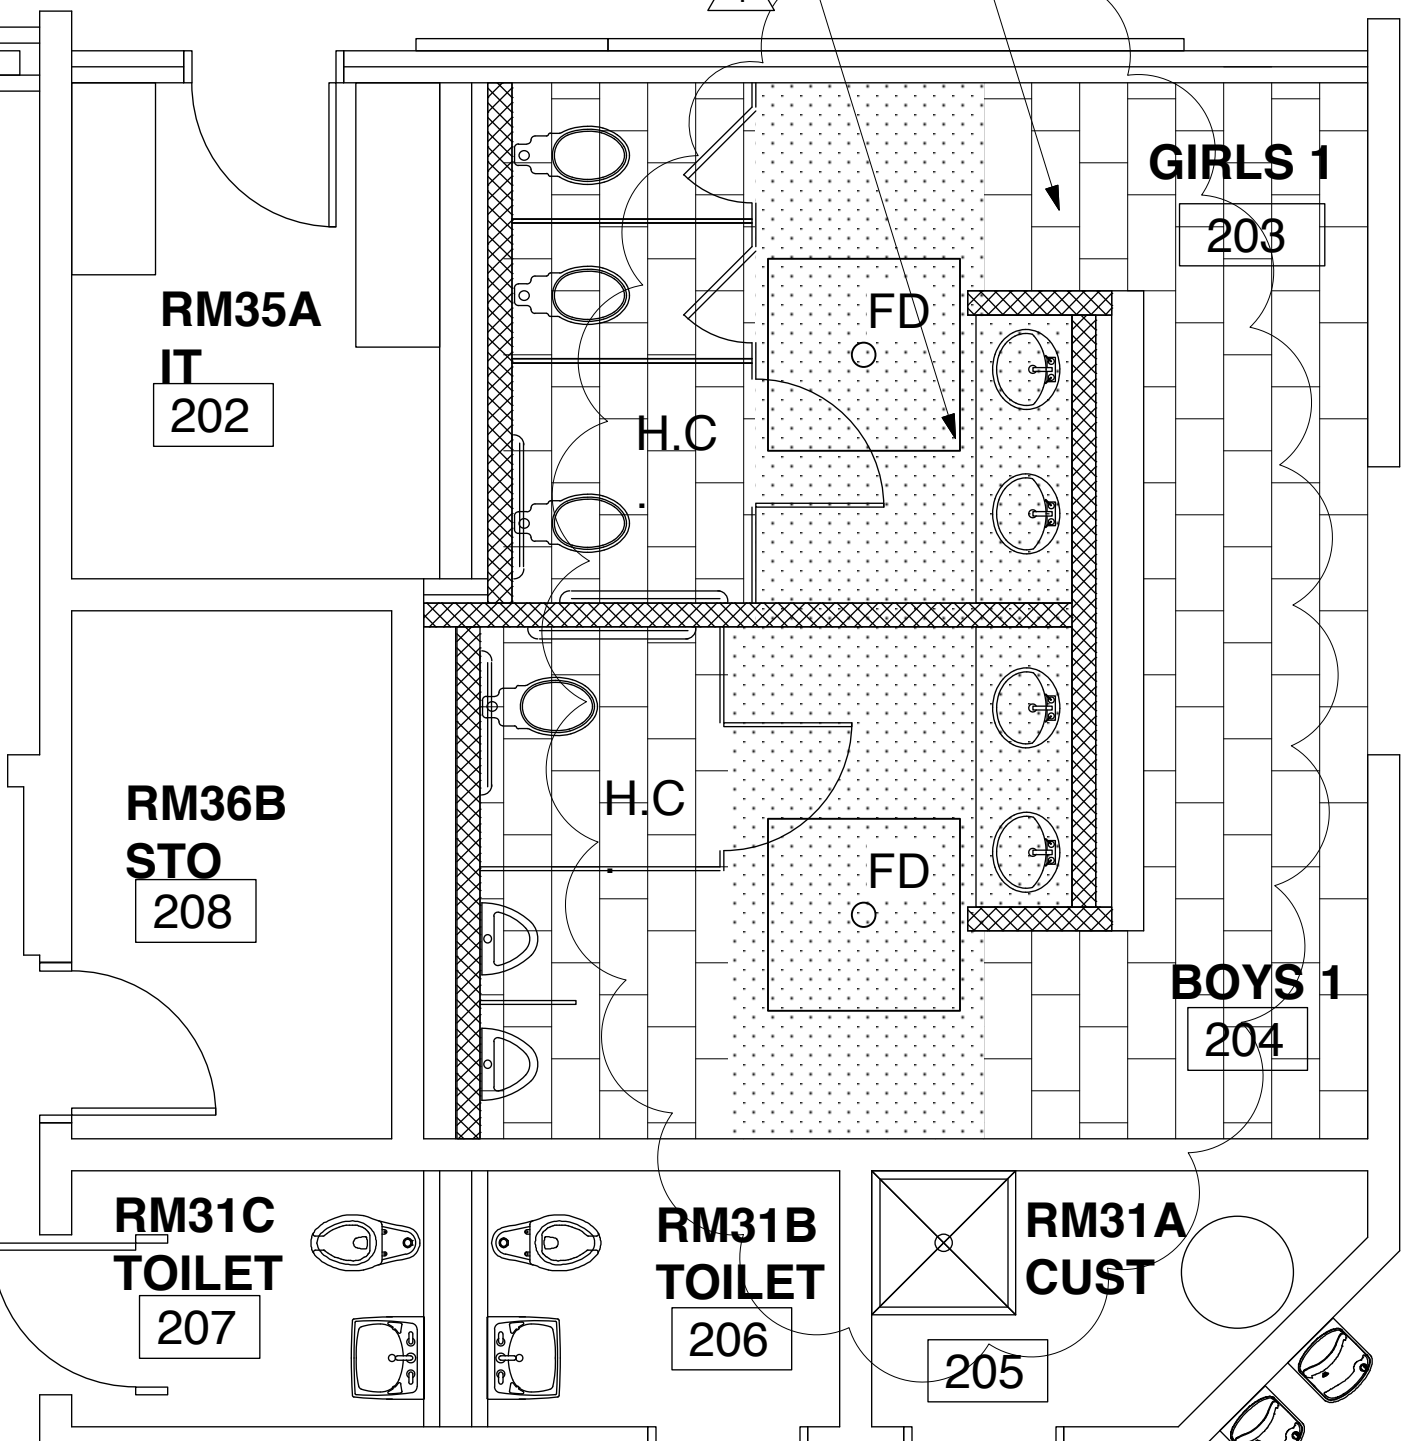 GIRLS 1
203
RM35A
IT
202
FD
H.C
RM36B
STO
208
H.C
FD
BOYS 1
204
RM31C
TOILET
207
RM31B
TOILET
206
RM31A
CUST
205